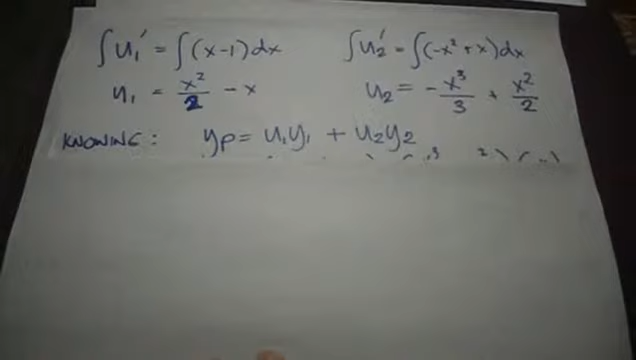 ∫u₁' = ∫(x-1)dx ∫u₂' = ∫(-x²+x)dx
u₁ = x²/2 - x u₂ = -x³/3 + x²/2
KNOWING: yp = u₁y₁ + u₂y₂